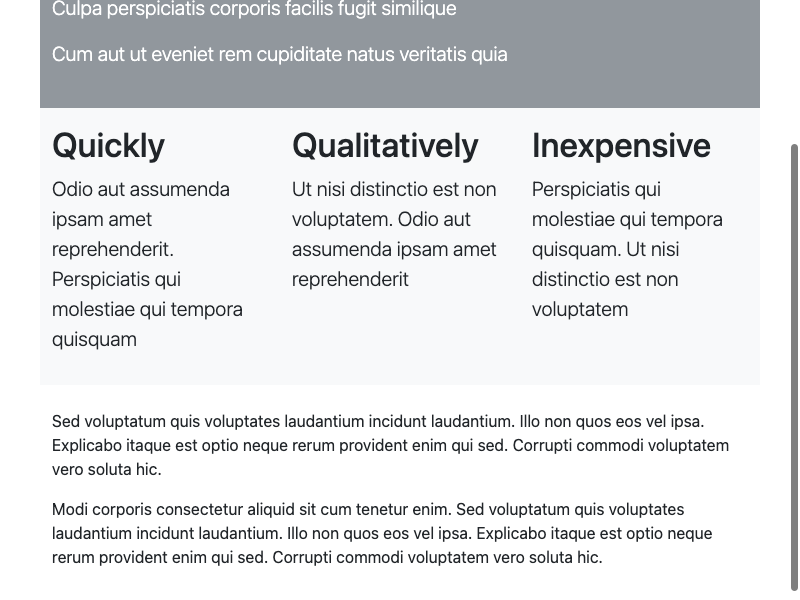 Culpa perspiciatis corporis facilis fugit similique
Cum aut ut eveniet rem cupiditate natus veritatis quia
Quickly
Odio aut assumenda
ipsam amet
reprehenderit.
Perspiciatis qui
molestiae qui tempora
quisquam
Qualitatively
Ut nisi distinctio est non
voluptatem. Odio aut
assumenda ipsam amet
reprehenderit
Inexpensive
Perspiciatis qui
molestiae qui tempora
quisquam. Ut nisi
distinctio est non
voluptatem
Sed voluptatum quis voluptates laudantium incidunt laudantium. Illo non quos eos vel ipsa.
Explicabo itaque est optio neque rerum provident enim qui sed. Corrupti commodi voluptatem
vero soluta hic.
Modi corporis consectetur aliquid sit cum tenetur enim. Sed voluptatum quis voluptates
laudantium incidunt laudantium. Illo non quos eos vel ipsa. Explicabo itaque est optio neque
rerum provident enim qui sed. Corrupti commodi voluptatem vero soluta hic.